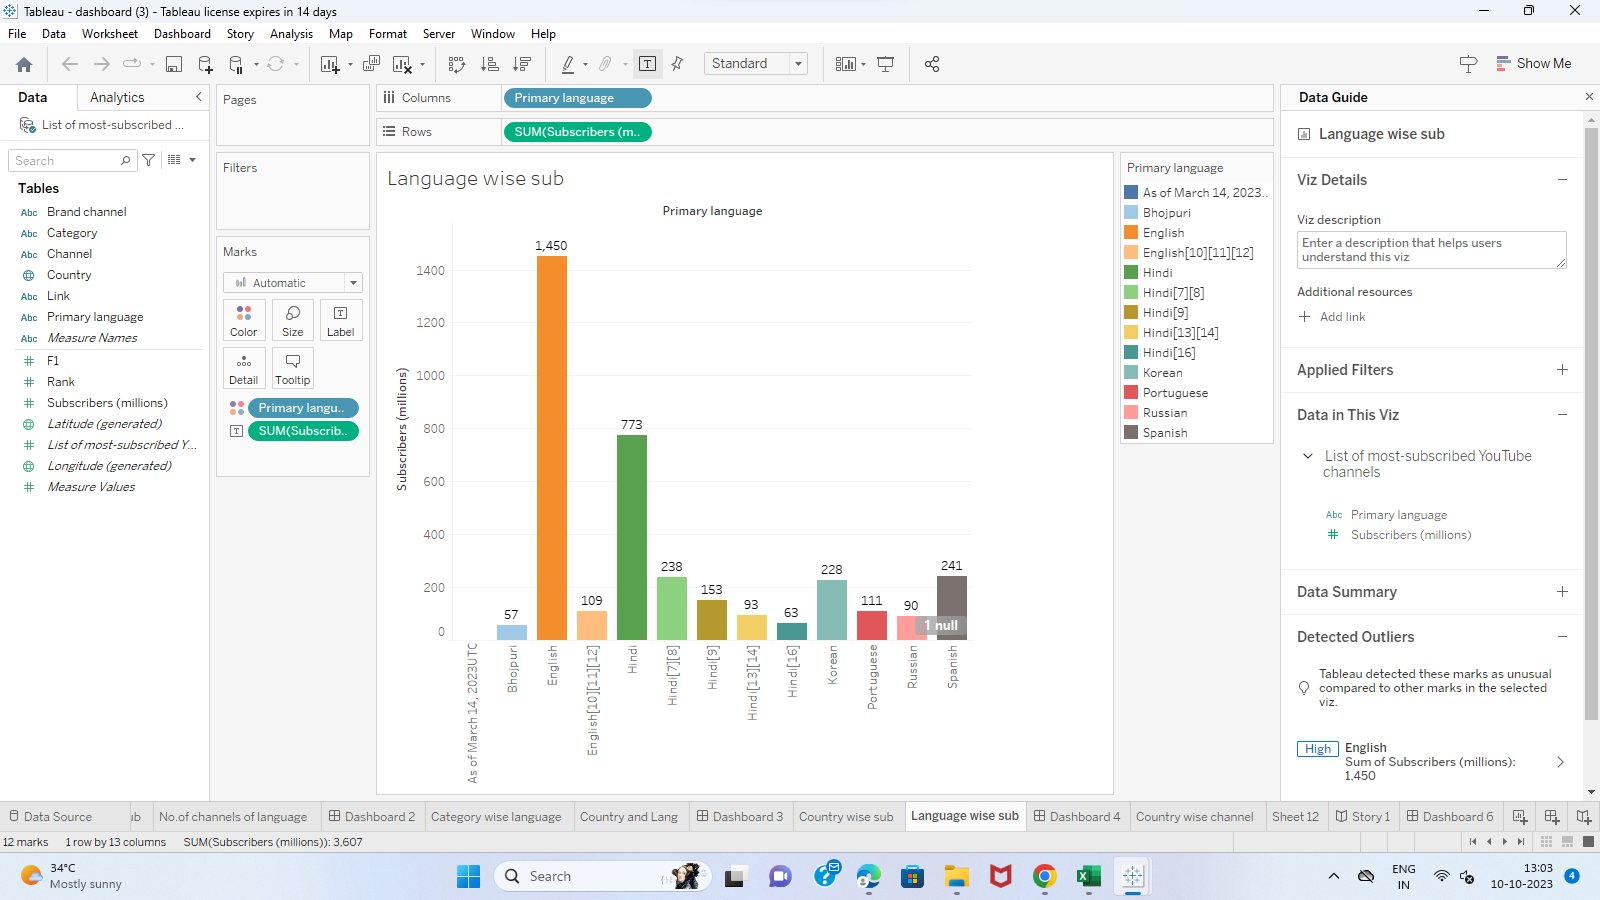 Tableau - dashboard (3) - Tableau license expires in 14 days
File Data Worksheet Dashboard Story Analysis Map Format Server Window Help
Standard
Show Me
Data Analytics
List of most-subscribed ...
Search
Tables
Abc Brand channel
Abc Category
Abc Channel
Country
Abc Link
Abc Primary language
Abc Measure Names
F1
Rank
Subscribers (millions)
Latitude (generated)
List of most-subscribed Y...
Longitude (generated)
Measure Values
Pages
Filters
Marks
Automatic
Color Size Label
Detail Tooltip
Primary langu..
SUM(Subscrib..
Columns Primary language
Rows SUM(Subscribers (m..
Language wise sub
Primary language
Subscribers (millions)
1400
1200
1000
800
600
400
200
0
57
1,450
109
773
238
153
93
63
228
111
90
241
1 null
As of March 14, 2023UTC
Bhojpuri
English
English[10][11][12]
Hindi
Hindi[7][8]
Hindi[9]
Hindi[13][14]
Hindi[16]
Korean
Portuguese
Russian
Spanish
Primary language
As of March 14, 2023..
Bhojpuri
English
English[10][11][12]
Hindi
Hindi[7][8]
Hindi[9]
Hindi[13][14]
Hindi[16]
Korean
Portuguese
Russian
Spanish
Data Guide
Language wise sub
Viz Details
Viz description
Enter a description that helps users
understand this viz
Additional resources
Add link
Applied Filters
Data in This Viz
List of most-subscribed YouTube
channels
Abc Primary language
Subscribers (millions)
Data Summary
Detected Outliers
Tableau detected these marks as unusual
compared to other marks in the selected
viz.
High English
Sum of Subscribers (millions):
1,450
Data Source ub No.of channels of language Dashboard 2 Category wise language Country and Lang Dashboard 3 Country wise sub Language wise sub Dashboard 4 Country wise channel Sheet 12 Story 1 Dashboard 6
12 marks 1 row by 13 columns SUM(Subscribers (millions)): 3,607
34°C
Mostly sunny
Search
ENG
IN
13:03
10-10-2023
4